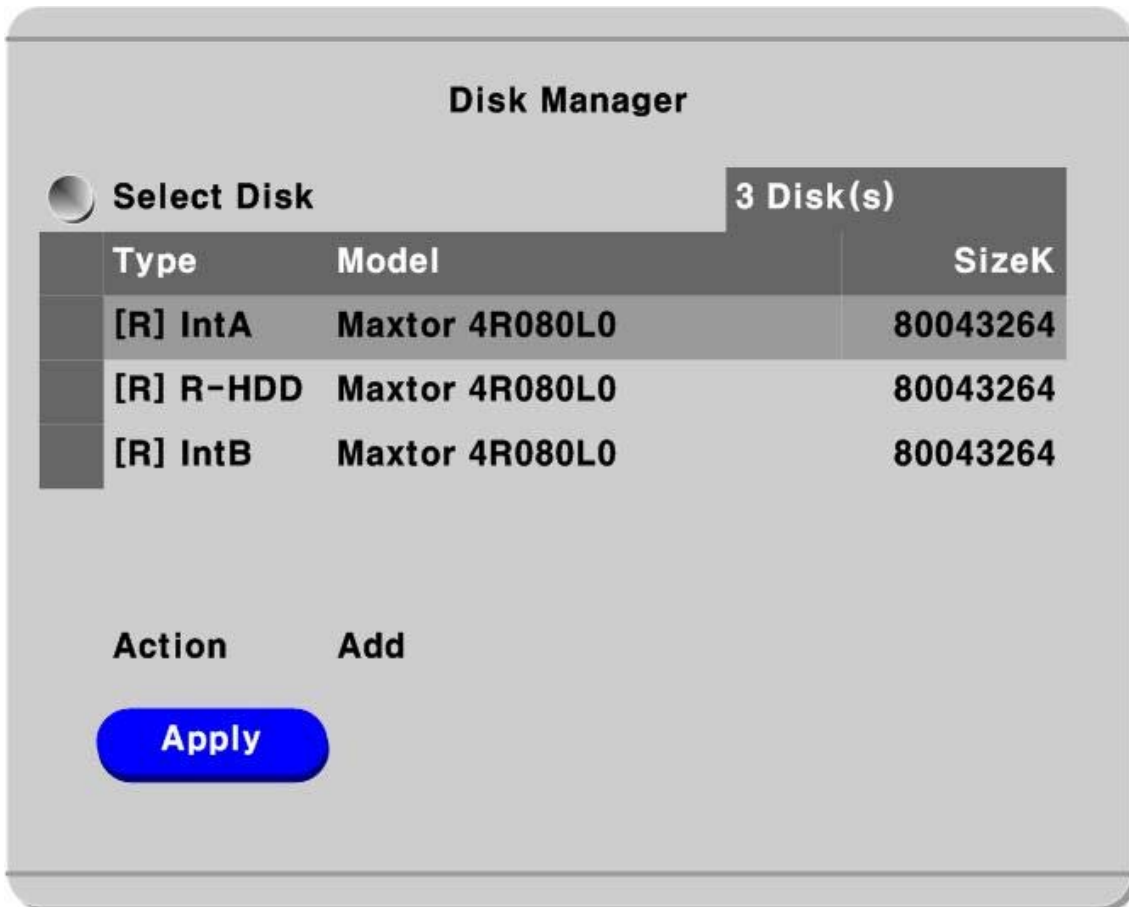 Disk Manager
Select Disk 3 Disk(s)
Type Model SizeK
[R] IntA Maxtor 4R080L0 80043264
[R] R-HDD Maxtor 4R080L0 80043264
[R] IntB Maxtor 4R080L0 80043264
Action Add
Apply